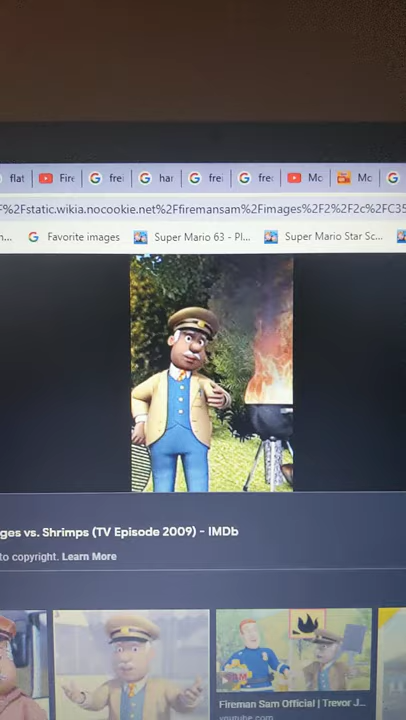 flat
Fire
fre
har
fre
fre
Mc
Mc
F%2Fstatic.wikia.nocookie.net%2Ffiremansam%2Fimages%2F2%2F2c%2FC35
...
Favorite images
Super Mario 63 - Pl...
Super Mario Star Sc...
ges vs. Shrimps (TV Episode 2009) - IMDb
to copyright. Learn More
Fireman Sam Official | Trevor J...
youtube.com